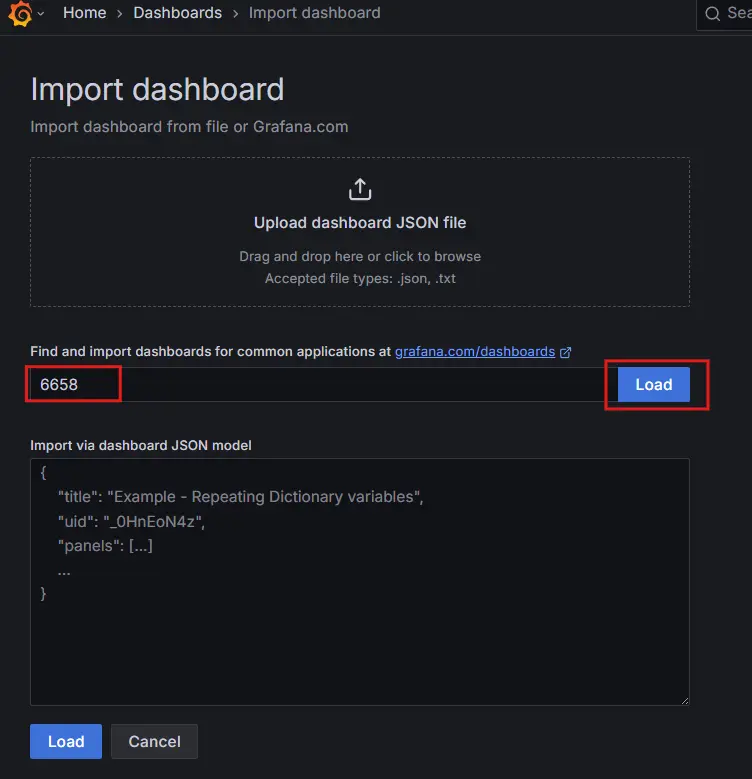 Home > Dashboards > Import dashboard
Import dashboard
Import dashboard from file or Grafana.com
Upload dashboard JSON file
Drag and drop here or click to browse
Accepted file types: .json, .txt
Find and import dashboards for common applications at grafana.com/dashboards
6658 Load
Import via dashboard JSON model
{
"title": "Example - Repeating Dictionary variables",
"uid": "_0HnEoN4z",
"panels": [...]
...
}
Load Cancel